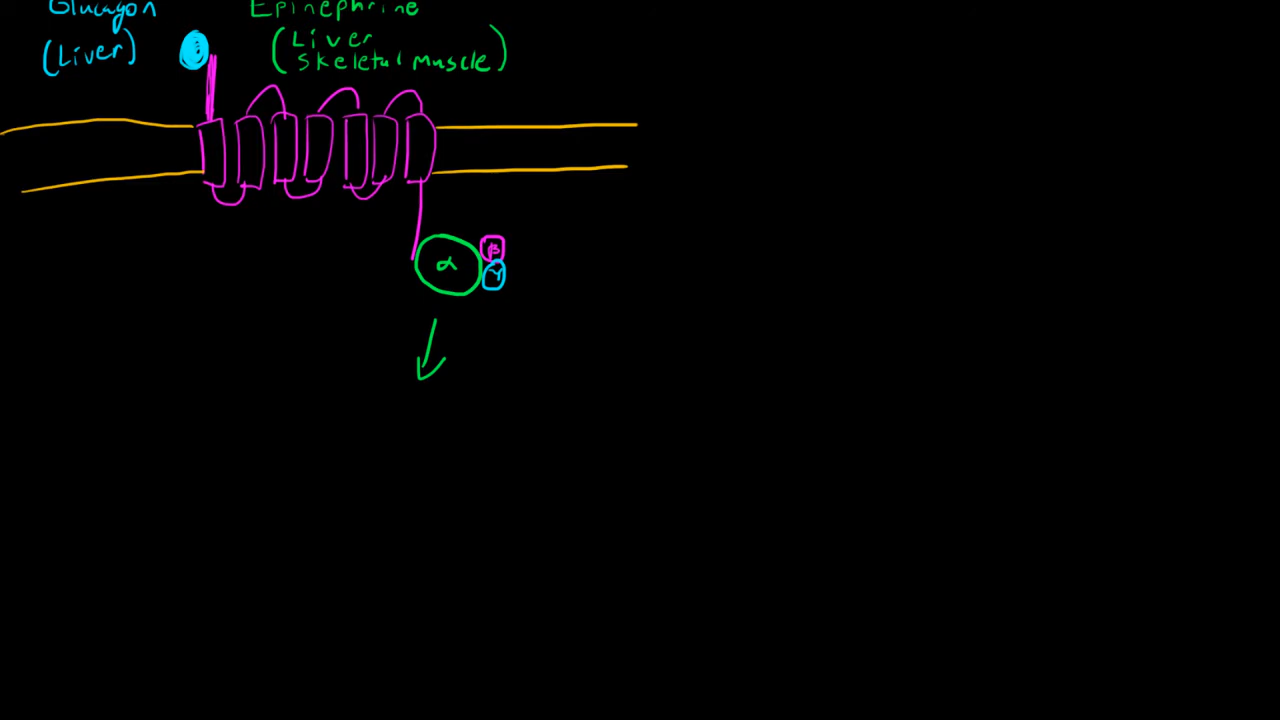 Glucagon
(Liver)
Epinephrine
(Liver
Skeletal Muscle)
α
β
γ